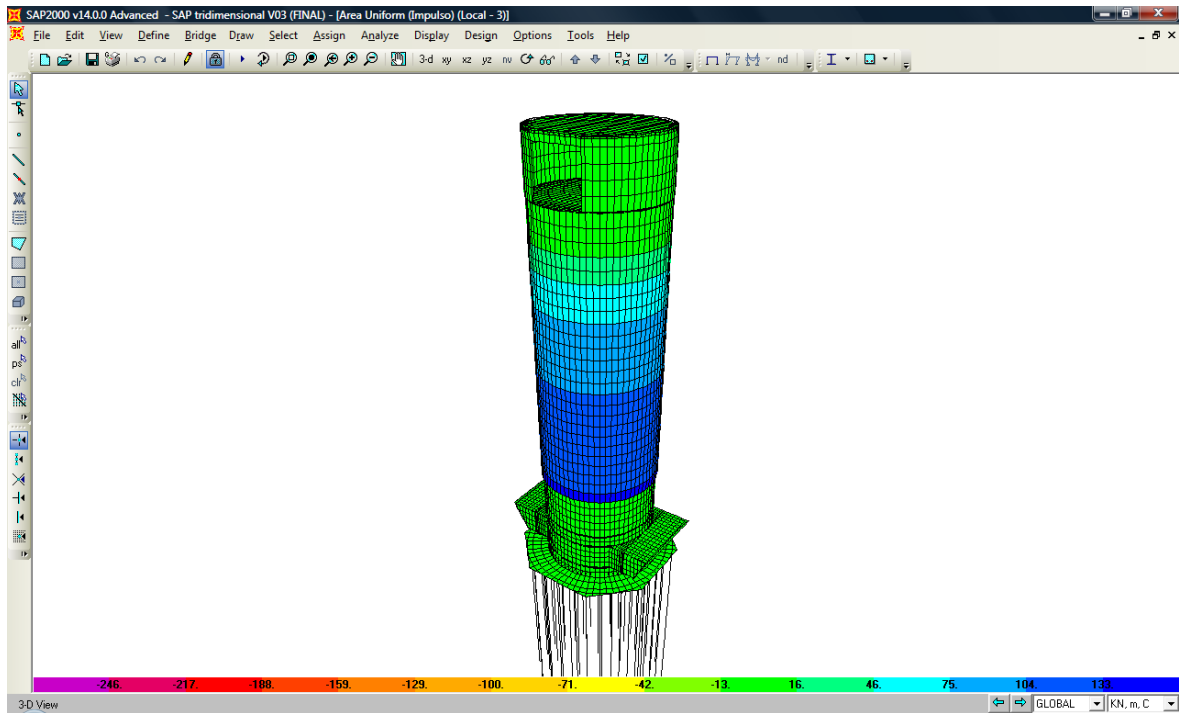 SAP2000 v14.0.0 Advanced - SAP tridimensional V03 (FINAL) - [Area Uniform (Impulso) (Local - 3)]
File Edit View Define Bridge Draw Select Assign Analyze Display Design Options Tools Help
3-d xy xz yz nv nd
all
ps
clr
-246. -217. -188. -159. -129. -100. -71. -42. -13. 16. 46. 75. 104. 133.
3-D View GLOBAL KN, m, C